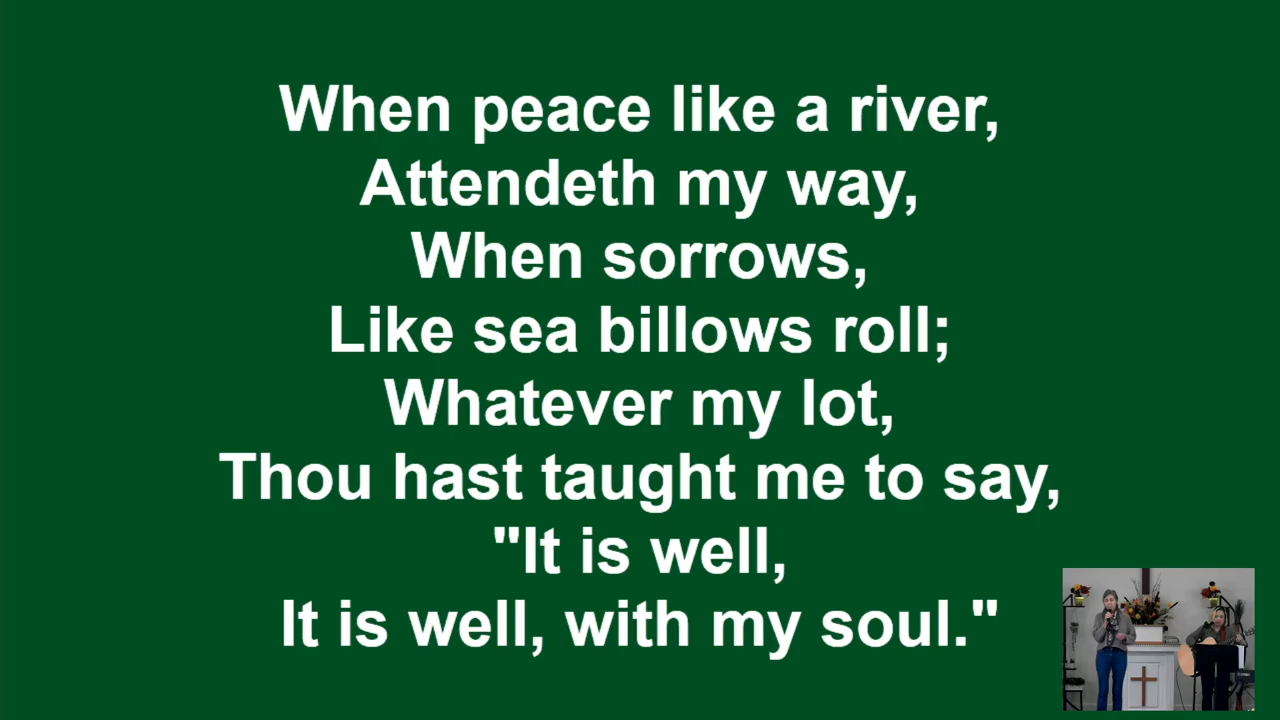 When peace like a river,
Attendeth my way,
When sorrows,
Like sea billows roll;
Whatever my lot,
Thou hast taught me to say,
"It is well,
It is well, with my soul."